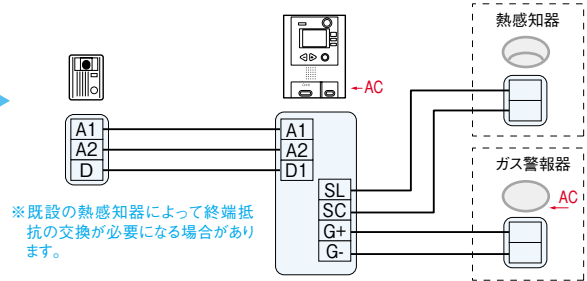 熱感知器
←AC
A1
A2
D
A1
A2
D1
SL
SC
G+
G-
ガス警報器
AC
※既設の熱感知器によって終端抵
抗の交換が必要になる場合があり
ます。